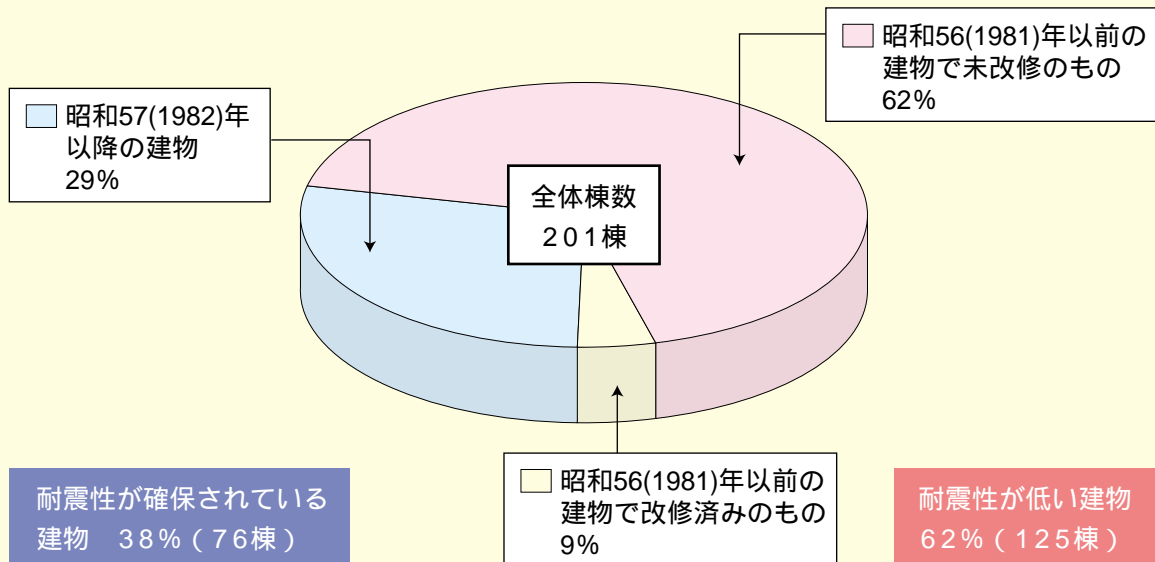 昭和56(1981)年以前の
建物で未改修のもの
62%
昭和57(1982)年
以降の建物
29%
全体棟数
201棟
昭和56(1981)年以前の
建物で改修済みのもの
9%
耐震性が確保されている
建物　38%(76棟)
耐震性が低い建物
62%(125棟)